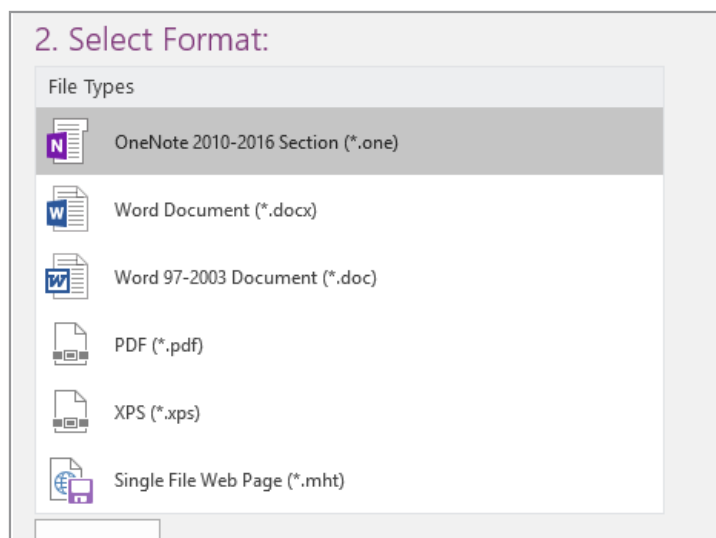 2. Select Format:
File Types
OneNote 2010-2016 Section (*.one)
Word Document (*.docx)
Word 97-2003 Document (*.doc)
PDF (*.pdf)
XPS (*.xps)
Single File Web Page (*.mht)